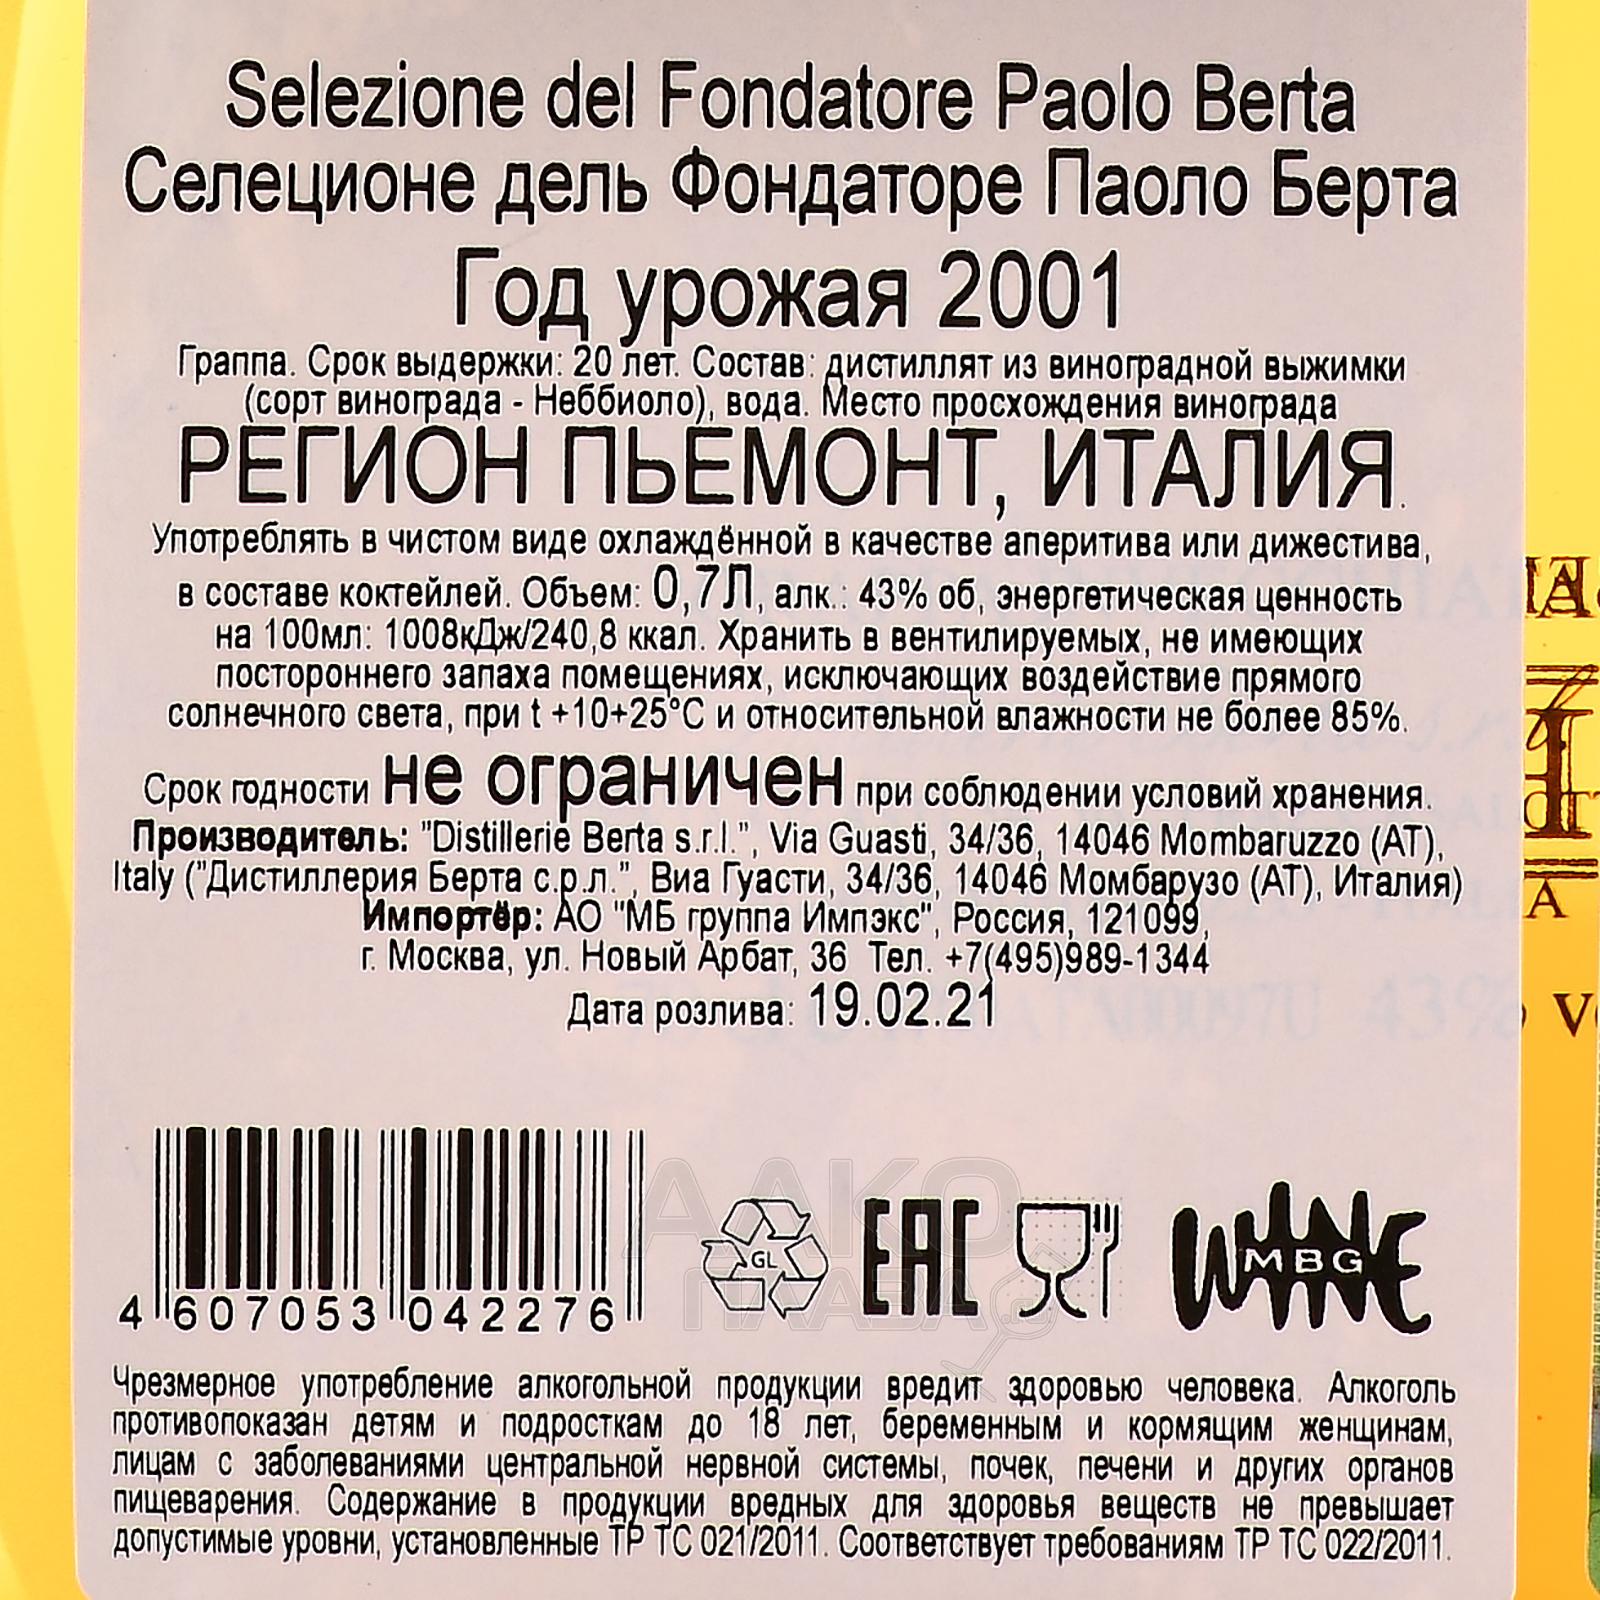 Selezione del Fondatore Paolo Berta
Селеционе дель Фондаторе Паоло Берта
Год урожая 2001
Граппа. Срок выдержки: 20 лет. Состав: дистиллят из виноградной выжимки
(сорт винограда - Неббиоло), вода. Место просхождения винограда
РЕГИОН ПЬЕМОНТ, ИТАЛИЯ.
Употреблять в чистом виде охлаждённой в качестве аперитива или дижестива,
в составе коктейлей. Объем: 0,7Л, алк.: 43% об, энергетическая ценность
на 100мл: 1008кДж/240,8 ккал. Хранить в вентилируемых, не имеющих
постороннего запаха помещениях, исключающих воздействие прямого
солнечного света, при t +10+25°C и относительной влажности не более 85%.
Срок годности не ограничен при соблюдении условий хранения.
Производитель: "Distillerie Berta s.r.l.", Via Guasti, 34/36, 14046 Mombaruzzo (AT),
Italy ("Дистиллерия Берта с.р.л.", Виа Гуасти, 34/36, 14046 Момбарузо (АТ), Италия)
Импортёр: АО "МБ группа Импэкс", Россия, 121099,
г. Москва, ул. Новый Арбат, 36 Тел. +7(495)989-1344
Дата розлива: 19.02.21
4 607053 042276
GL
EAC
WINE
MBG
ААКО
ПЛАВА.ru
Чрезмерное употребление алкогольной продукции вредит здоровью человека. Алкоголь
противопоказан детям и подросткам до 18 лет, беременным и кормящим женщинам,
лицам с заболеваниями центральной нервной системы, почек, печени и других органов
пищеварения. Содержание в продукции вредных для здоровья веществ не превышает
допустимые уровни, установленные ТР ТС 021/2011. Соответствует требованиям ТР ТС 022/2011.